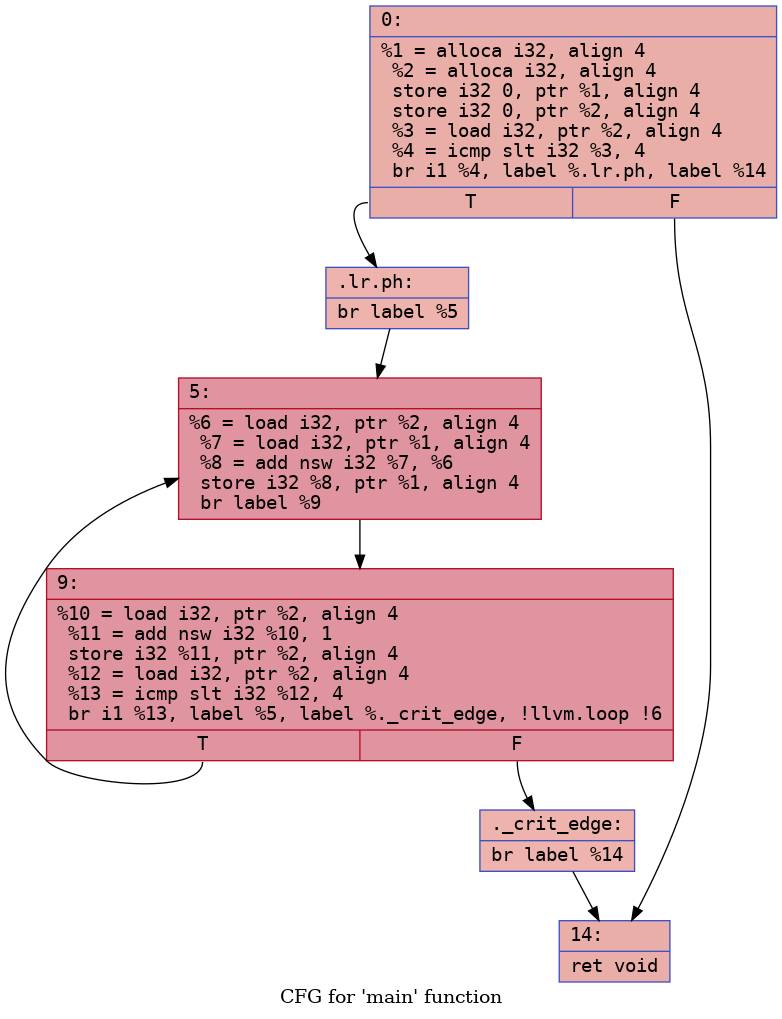 0:
%1 = alloca i32, align 4
%2 = alloca i32, align 4
store i32 0, ptr %1, align 4
store i32 0, ptr %2, align 4
%3 = load i32, ptr %2, align 4
%4 = icmp slt i32 %3, 4
br i1 %4, label %.lr.ph, label %14
T F
.lr.ph:
br label %5
5:
%6 = load i32, ptr %2, align 4
%7 = load i32, ptr %1, align 4
%8 = add nsw i32 %7, %6
store i32 %8, ptr %1, align 4
br label %9
9:
%10 = load i32, ptr %2, align 4
%11 = add nsw i32 %10, 1
store i32 %11, ptr %2, align 4
%12 = load i32, ptr %2, align 4
%13 = icmp slt i32 %12, 4
br i1 %13, label %5, label %._crit_edge, !llvm.loop !6
T F
._crit_edge:
br label %14
14:
ret void
CFG for 'main' function